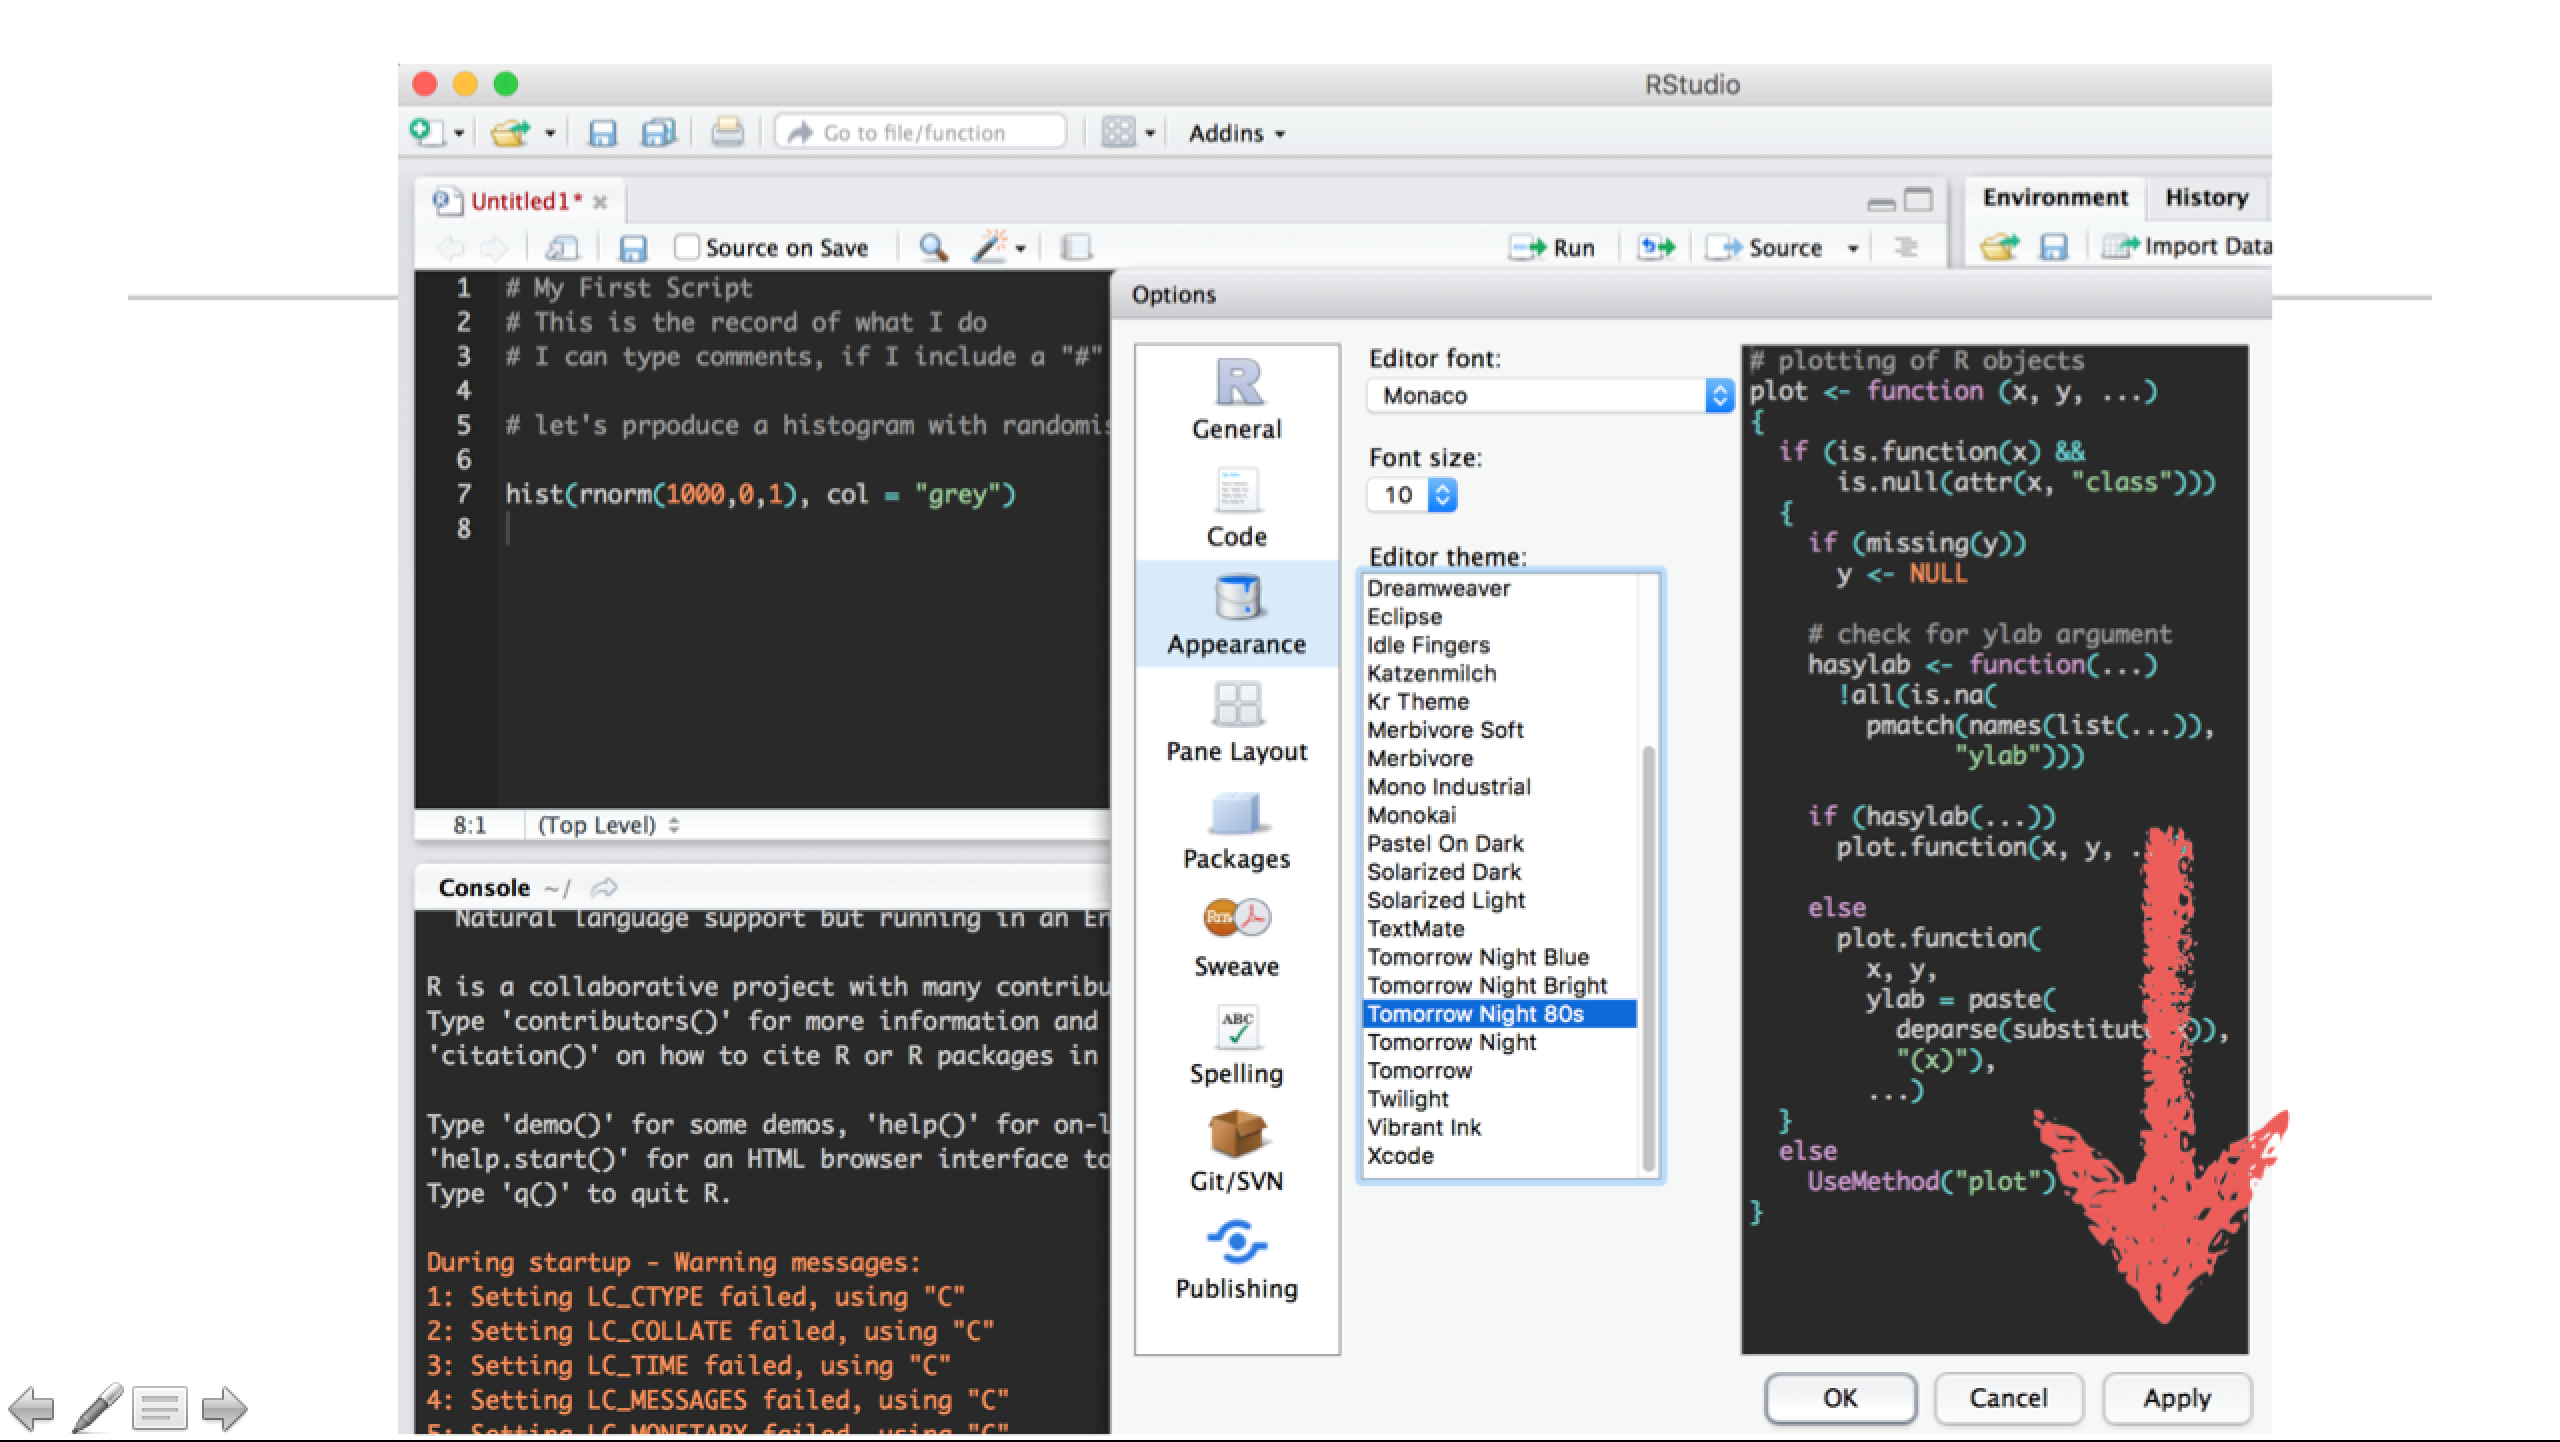 RStudio
Go to file/function
Addins
Untitled1*
Source on Save
Run
Source
Environment
History
Import Data
1 # My First Script
2 # This is the record of what I do
3 # I can type comments, if I include a "#"
4
5 # let's prpoduce a histogram with randomis
6
7 hist(rnorm(1000,0,1), col = "grey")
8
8:1 (Top Level)
Console ~/
Natural language support but running in an En
R is a collaborative project with many contribu
Type 'contributors()' for more information and
'citation()' on how to cite R or R packages in
Type 'demo()' for some demos, 'help()' for on-l
'help.start()' for an HTML browser interface to
Type 'q()' to quit R.
During startup - Warning messages:
1: Setting LC_CTYPE failed, using "C"
2: Setting LC_COLLATE failed, using "C"
3: Setting LC_TIME failed, using "C"
4: Setting LC_MESSAGES failed, using "C"
5: Setting LC_MONETARY failed, using "C"
Options
General
Code
Appearance
Pane Layout
Packages
Rnw
Sweave
ABC
Spelling
Git/SVN
Publishing
Editor font:
Monaco
Font size:
10
Editor theme:
Dreamweaver
Eclipse
Idle Fingers
Katzenmilch
Kr Theme
Merbivore Soft
Merbivore
Mono Industrial
Monokai
Pastel On Dark
Solarized Dark
Solarized Light
TextMate
Tomorrow Night Blue
Tomorrow Night Bright
Tomorrow Night 80s
Tomorrow Night
Tomorrow
Twilight
Vibrant Ink
Xcode
# plotting of R objects
plot <- function (x, y, ...)
{
if (is.function(x) &&
is.null(attr(x, "class")))
{
if (missing(y))
y <- NULL
# check for ylab argument
hasylab <- function(...)
!all(is.na(
pmatch(names(list(...)),
"ylab")))
if (hasylab(...))
plot.function(x, y,
else
plot.function(
x, y,
ylab = paste(
deparse(substitut
"(x)"),
...)
}
else
UseMethod("plot")
}
OK
Cancel
Apply